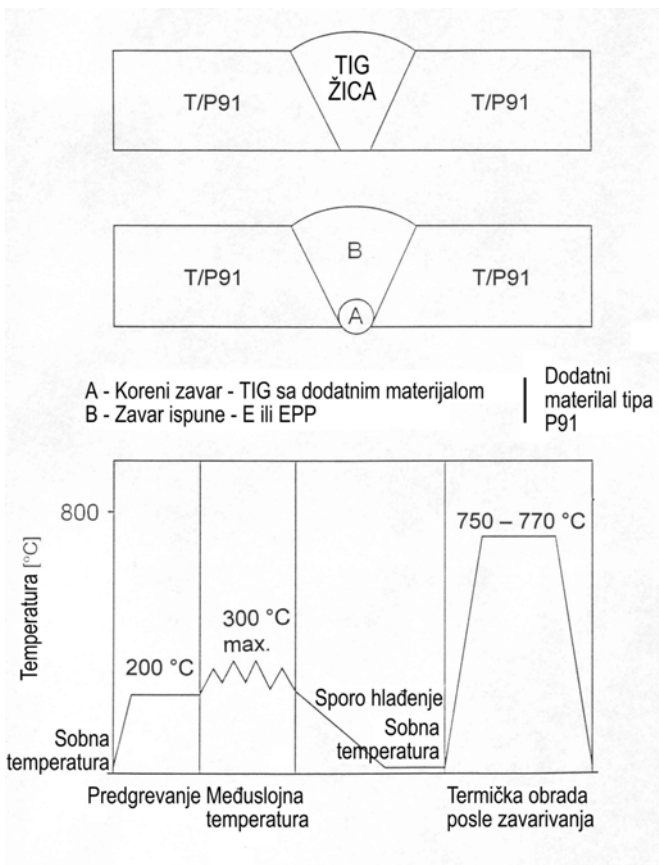 TIG
ŽICA
T/P91
T/P91
B
T/P91
T/P91
A
A - Koreni zavar - TIG sa dodatnim materijalom
B - Zavar ispune - E ili EPP
Dodatni
materilal tipa
P91
800
Temperatura [°C]
750 – 770 °C
300 °C
max.
200 °C
Sporo hlađenje
Sobna
temperatura
Sobna
temperatura
Predgrevanje
Međuslojna
temperatura
Termička obrada
posle zavarivanja